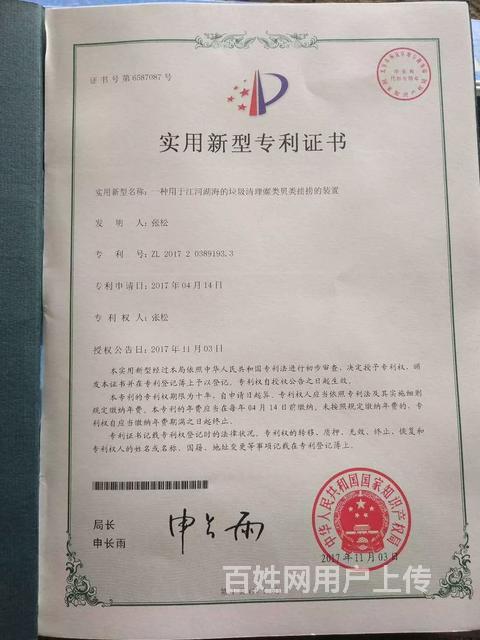 证书号第6587087号
实用新型专利证书
实用新型名称：一种用于江河湖海的垃圾清理螺类贝类捞捞的装置
发明人：张松
专利号：ZL 2017 2 0389193.3
专利申请日：2017年04月14日
专利权人：张松
授权公告日：2017年11月03日
本实用新型经过本局依照中华人民共和国专利法进行初步审查，决定授予专利权，颁
发本证书并在专利登记簿上予以登记。专利权自授权公告之日起生效。
本专利的专利权期限为十年，自申请日起算。专利权人应当依照专利法及其实施细则
规定缴纳年费。本专利的年费应当在每年04月14日前缴纳。未按照规定缴纳年费的，专
利权自应当缴纳年费期满之日起终止。
专利证书记载专利权登记时的法律状况。专利权的转移、质押、无效、终止、恢复和
专利权人的姓名或名称、国籍、地址变更等事项记载在专利登记簿上。
局长
申长雨
申长雨
中华人民共和国国家知识产权局
2017年11月03日
百姓网用户上传